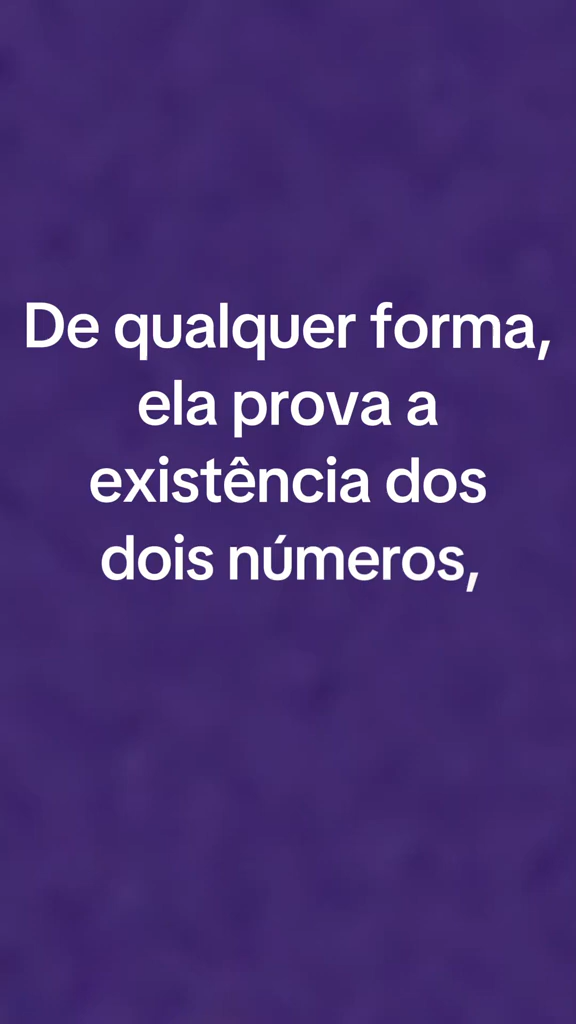 De qualquer forma,
ela prova a
existência dos
dois números,